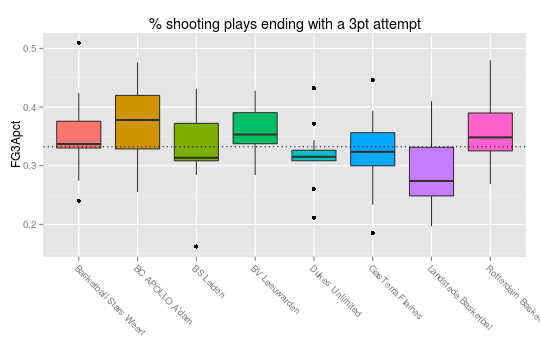 % shooting plays ending with a 3pt attempt
FG3Apct
0.5
0.4
0.3
0.2
Basketball Stars Weert
BC APOLLO A'dam
BS Leiden
BV Leeuwarden
Dukes Unlimited
GasTerra Flames
Landstede Basketbal
Rotterdam Baske